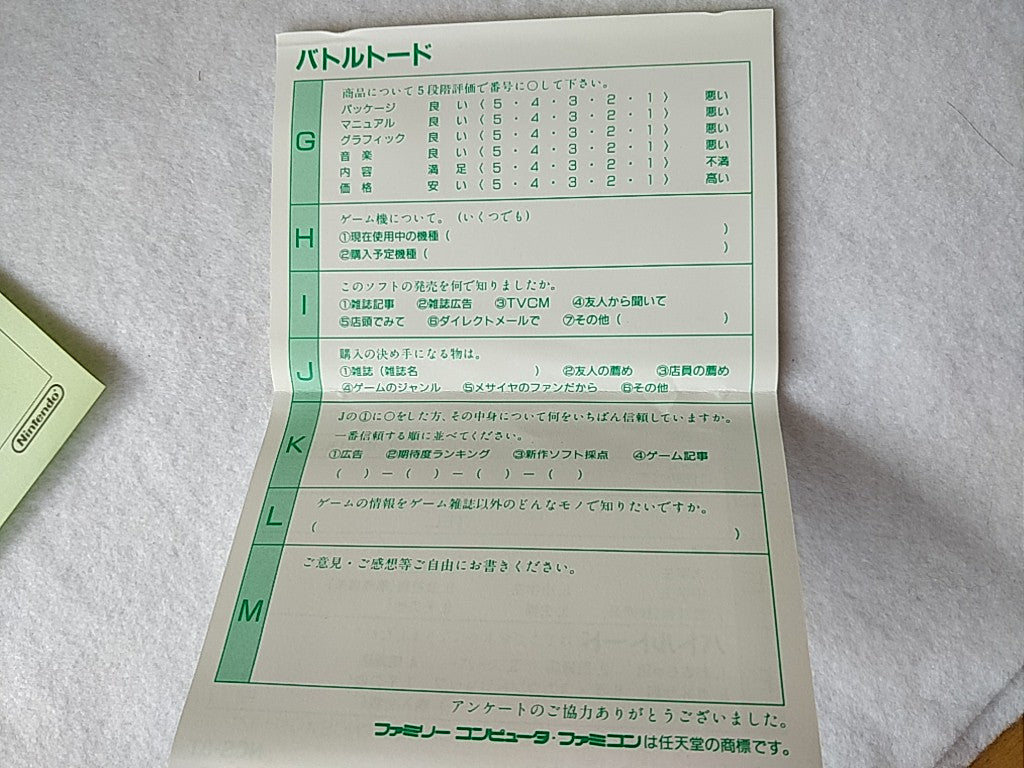 バトルトード
G
商品について5段階評価で番号に○して下さい。
パッケージ 良い(5・4・3・2・1) 悪い
マニュアル 良い(5・4・3・2・1) 悪い
グラフィック 良い(5・4・3・2・1) 悪い
音楽 良い(5・4・3・2・1) 悪い
内容 満足(5・4・3・2・1) 不満
価格 安い(5・4・3・2・1) 高い
H
ゲーム機について。(いくつでも)
①現在使用中の機種( )
②購入予定機種( )
I
このソフトの発売を何で知りましたか。
①雑誌記事 ②雑誌広告 ③TVCM ④友人から聞いて
⑤店頭でみて ⑥ダイレクトメールで ⑦その他( )
J
購入の決め手になる物は。
①雑誌(雑誌名 ) ②友人の薦め ③店員の薦め
④ゲームのジャンル ⑤メサイヤのファンだから ⑥その他
K
Jの①に○をした方、その中身について何をいちばん信頼していますか。
一番信頼する順に並べてください。
①広告 ②期待度ランキング ③新作ソフト採点 ④ゲーム記事
( )−( )−( )−( )
L
ゲームの情報をゲーム雑誌以外のどんなモノで知りたいですか。
( )
M
ご意見・ご感想等ご自由にお書きください。
アンケートのご協力ありがとうございました。
ファミリーコンピュータ・ファミコンは任天堂の商標です。
Nintendo